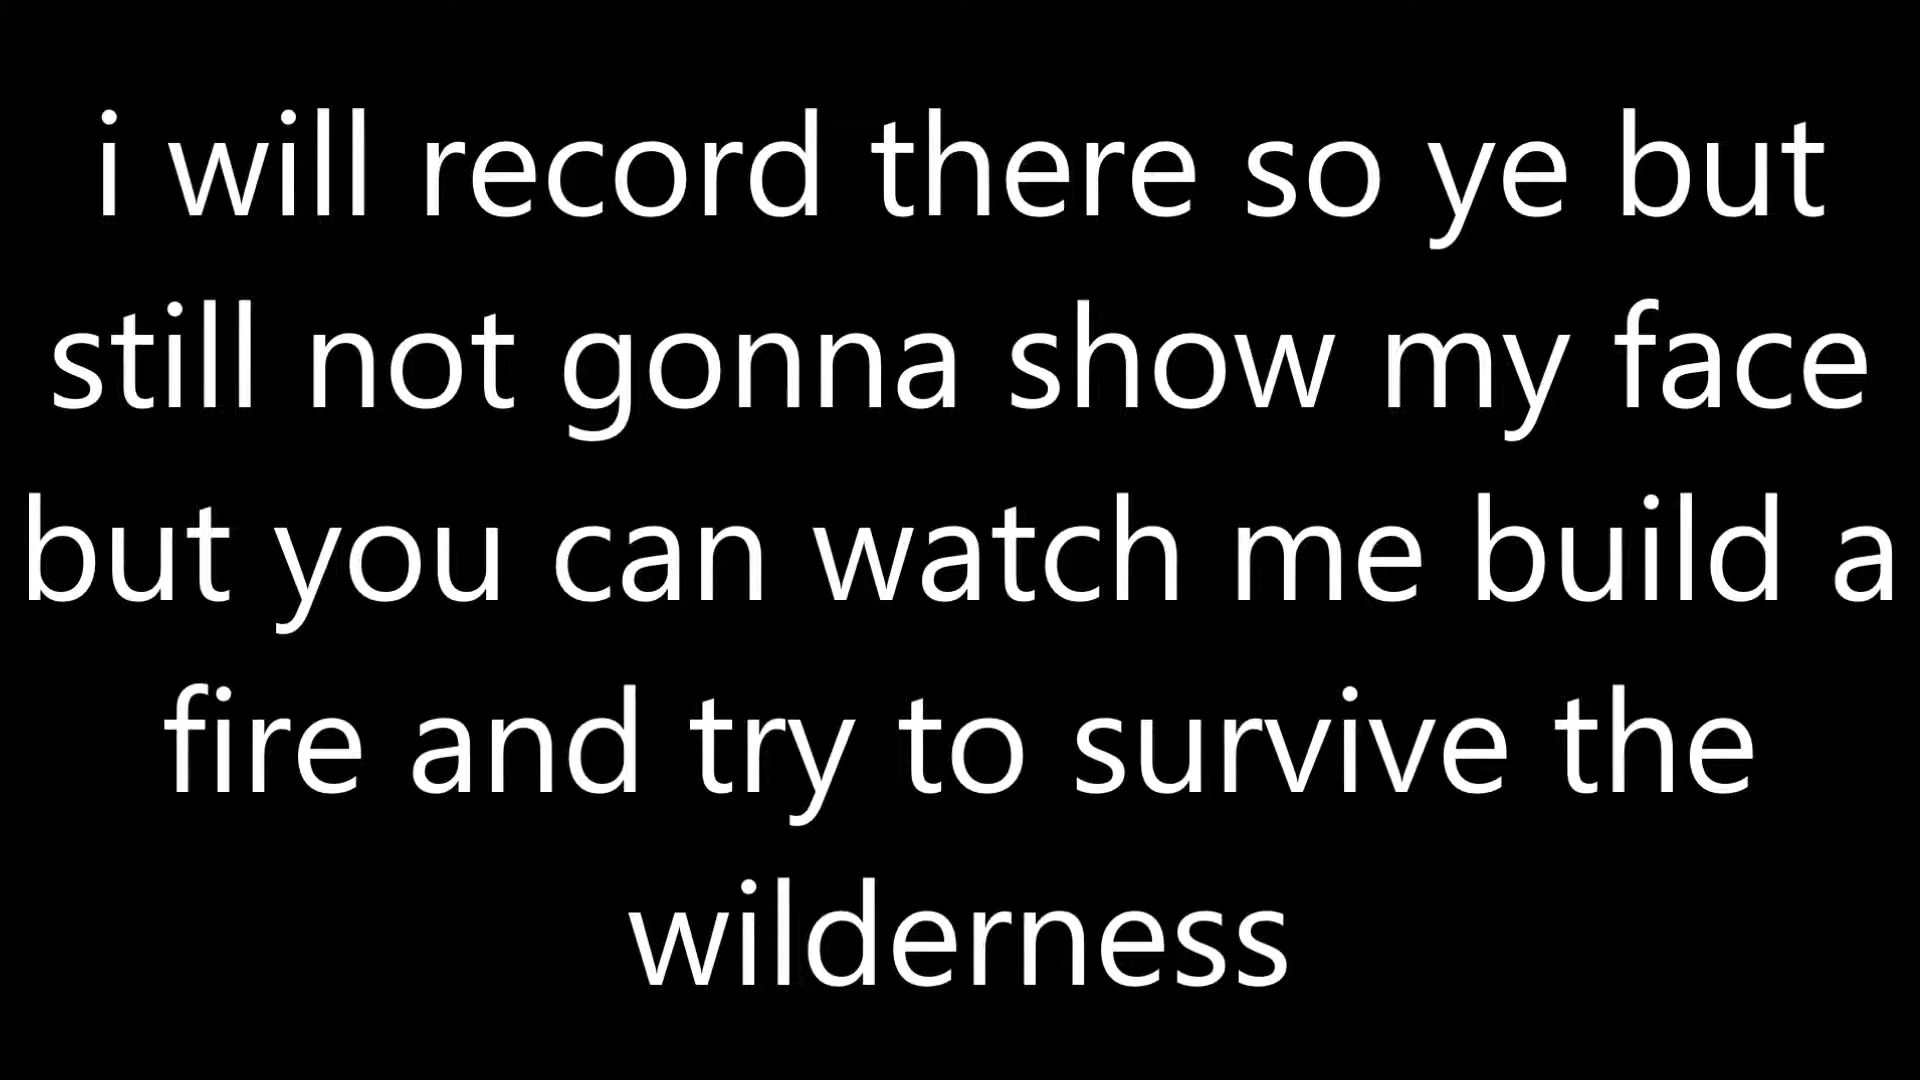 i will record there so ye but
still not gonna show my face
but you can watch me build a
fire and try to survive the
wilderness